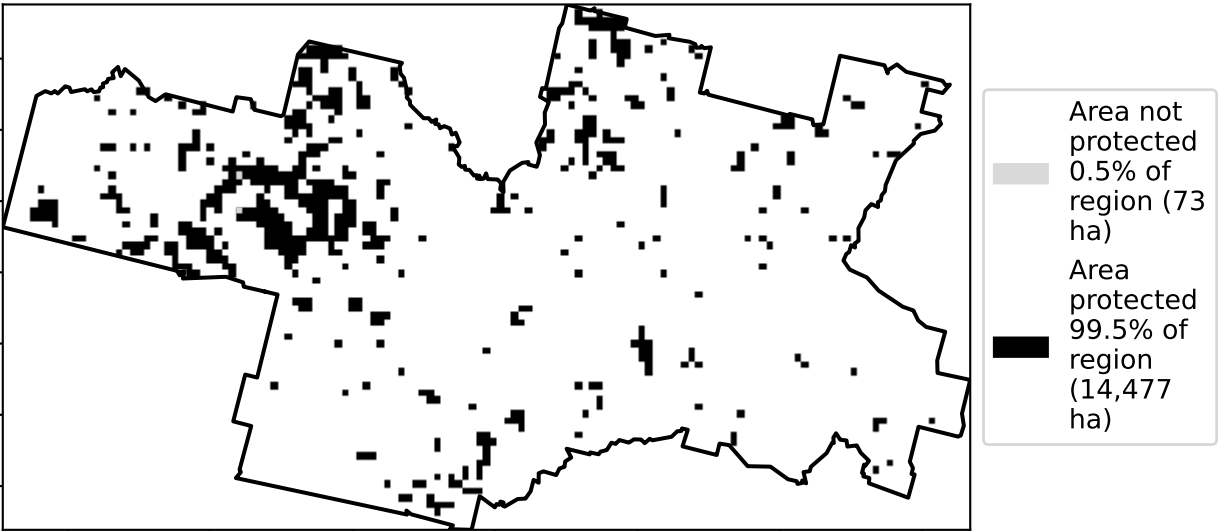 Area not
protected
0.5% of
region (73
ha)
Area
protected
99.5% of
region
(14,477
ha)